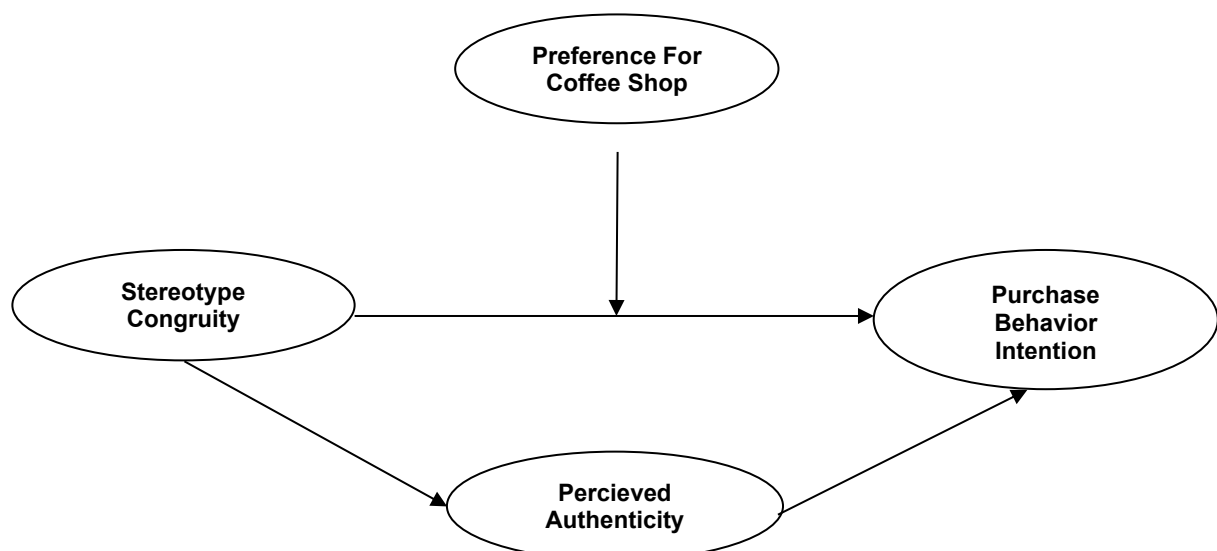 Preference For
Coffee Shop
Stereotype
Congruity
Purchase
Behavior
Intention
Percieved
Authenticity